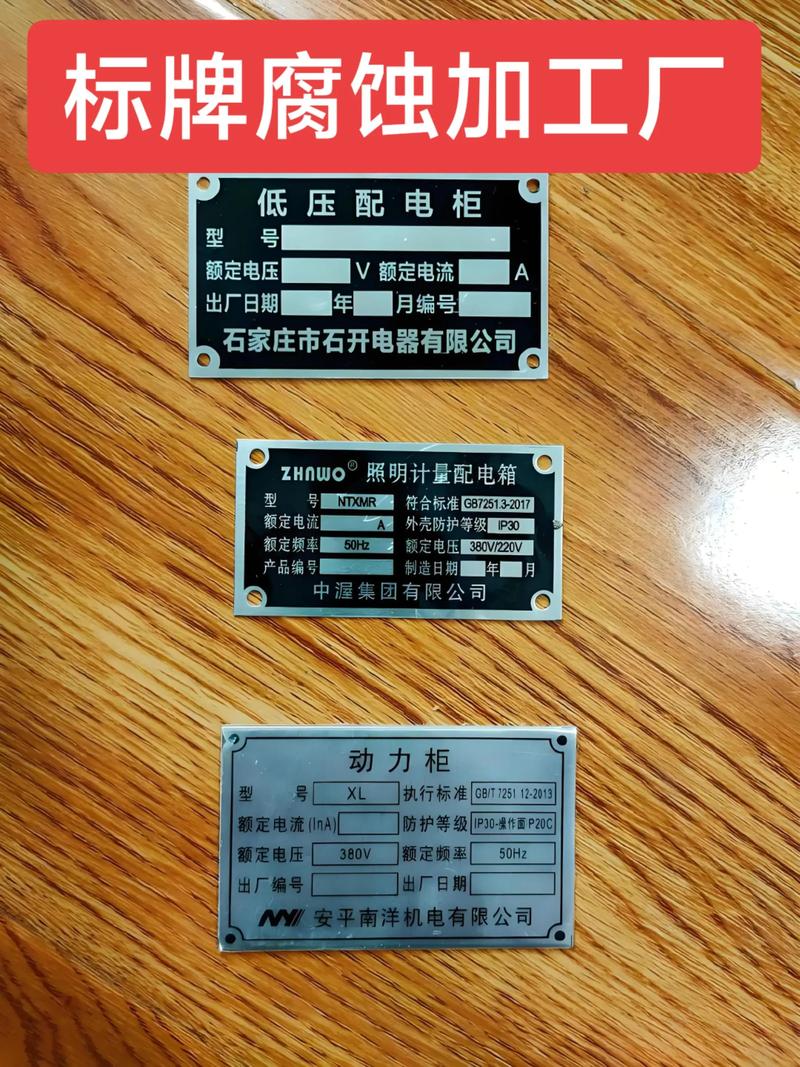 标牌腐蚀加工厂
低压配电柜
型 号
额定电压 V 额定电流 A
出厂日期 年 月 编号
石家庄市石开电器有限公司
ZHNWO® 照明计量配电箱
型 号 NTXMR 符合标准 GB7251.3-2017
额定电流 A 外壳防护等级 IP30
额定频率 50Hz 额定电压 380V/220V
产品编号 制造日期 年 月
中渥集团有限公司
动力柜
型 号 XL 执行标准 GB/T 7251 12-2013
额定电流(InA) 防护等级 IP30-操作面 P20C
额定电压 380V 额定频率 50Hz
出厂编号 出厂日期
安平南洋机电有限公司